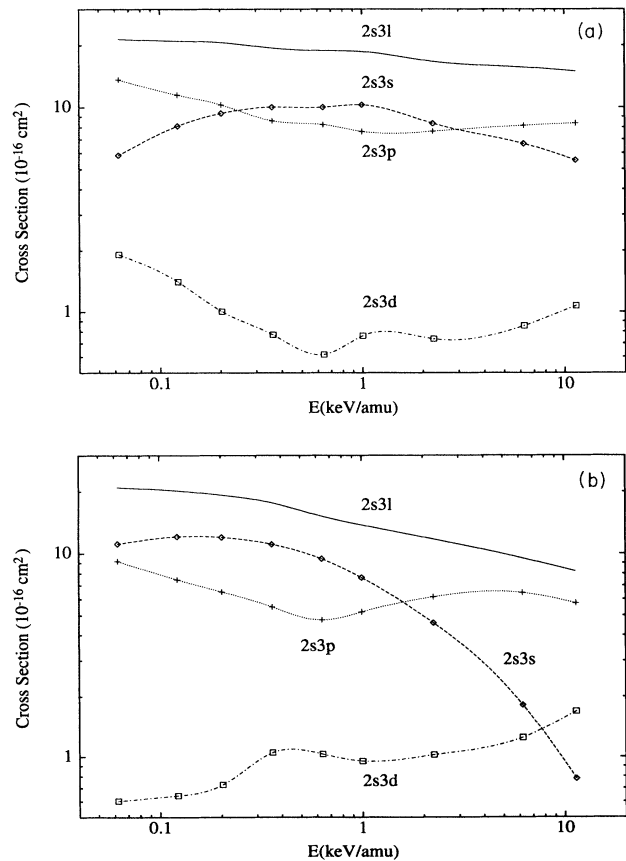 (a)
2s3l
2s3s
2s3p
2s3d
10
1
Cross Section (10⁻¹⁶ cm²)
0.1 1 10
E(keV/amu)
(b)
2s3l
2s3p
2s3s
2s3d
10
1
Cross Section (10⁻¹⁶ cm²)
0.1 1 10
E(keV/amu)